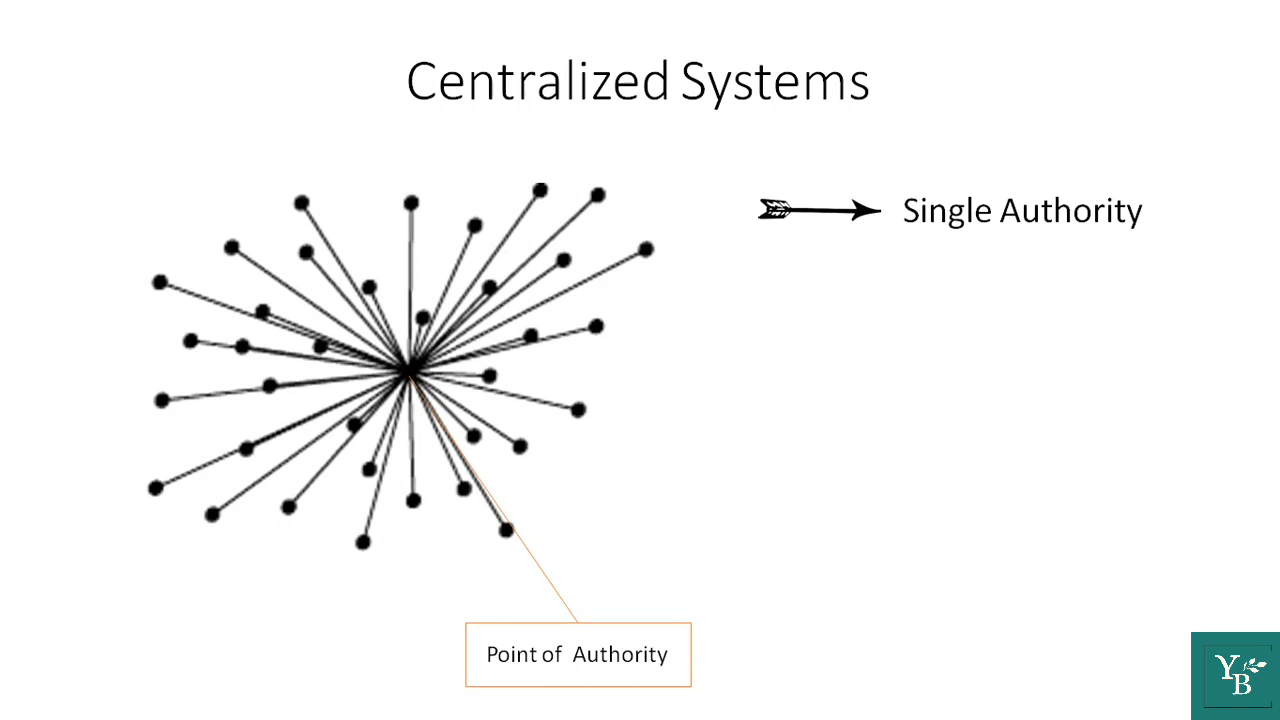 Centralized Systems
Single Authority
Point of Authority
YB